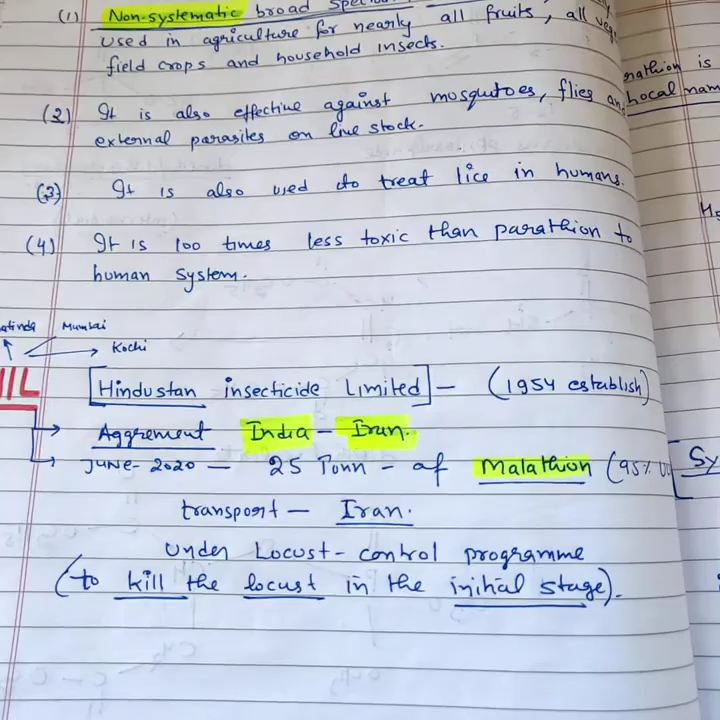 (1) Non-systematic broad
used in agriculture for nearly all fruits, all
field crops and household insects.
(2) It is also effective against mosqutoes, flies and
external parasites on live stock.
(3) It is also used to treat lice in humans.
(4) It is 100 times less toxic than parathion to
human system.
Mumbai
Kochi
HIL
[Hindustan insecticide Limited] - (1954 establish)
Aggrement India - Iran.
JUNE-2020 - 25 Tonn - of Malathion (95%
transport - Iran.
under Locust-control programme
(to kill the locust in the initial stage).
is
Local nam
Sy